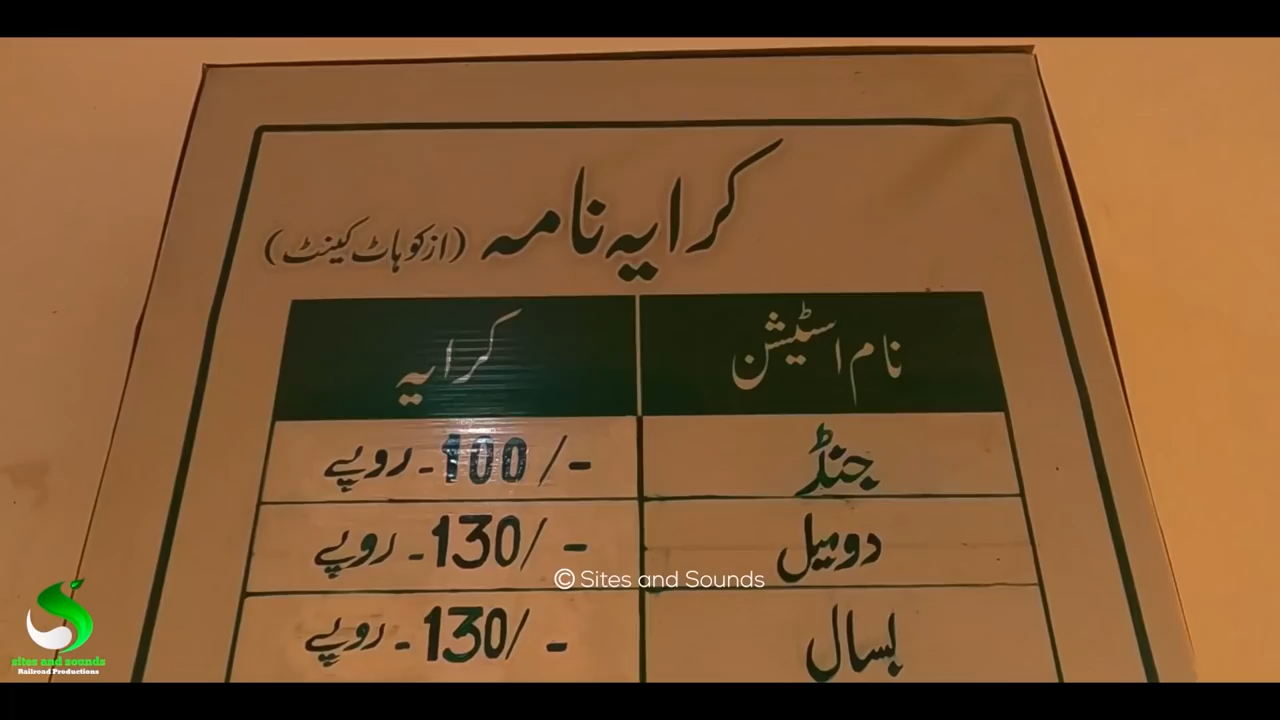 کرایہ نامہ (از کوہاٹ کینٹ)
نام اسٹیشن کرایہ
جنڈ 100/- روپے
دومیل 130/- روپے
بسال 130/- روپے
© Sites and Sounds
sites and sounds
Railroad Productions